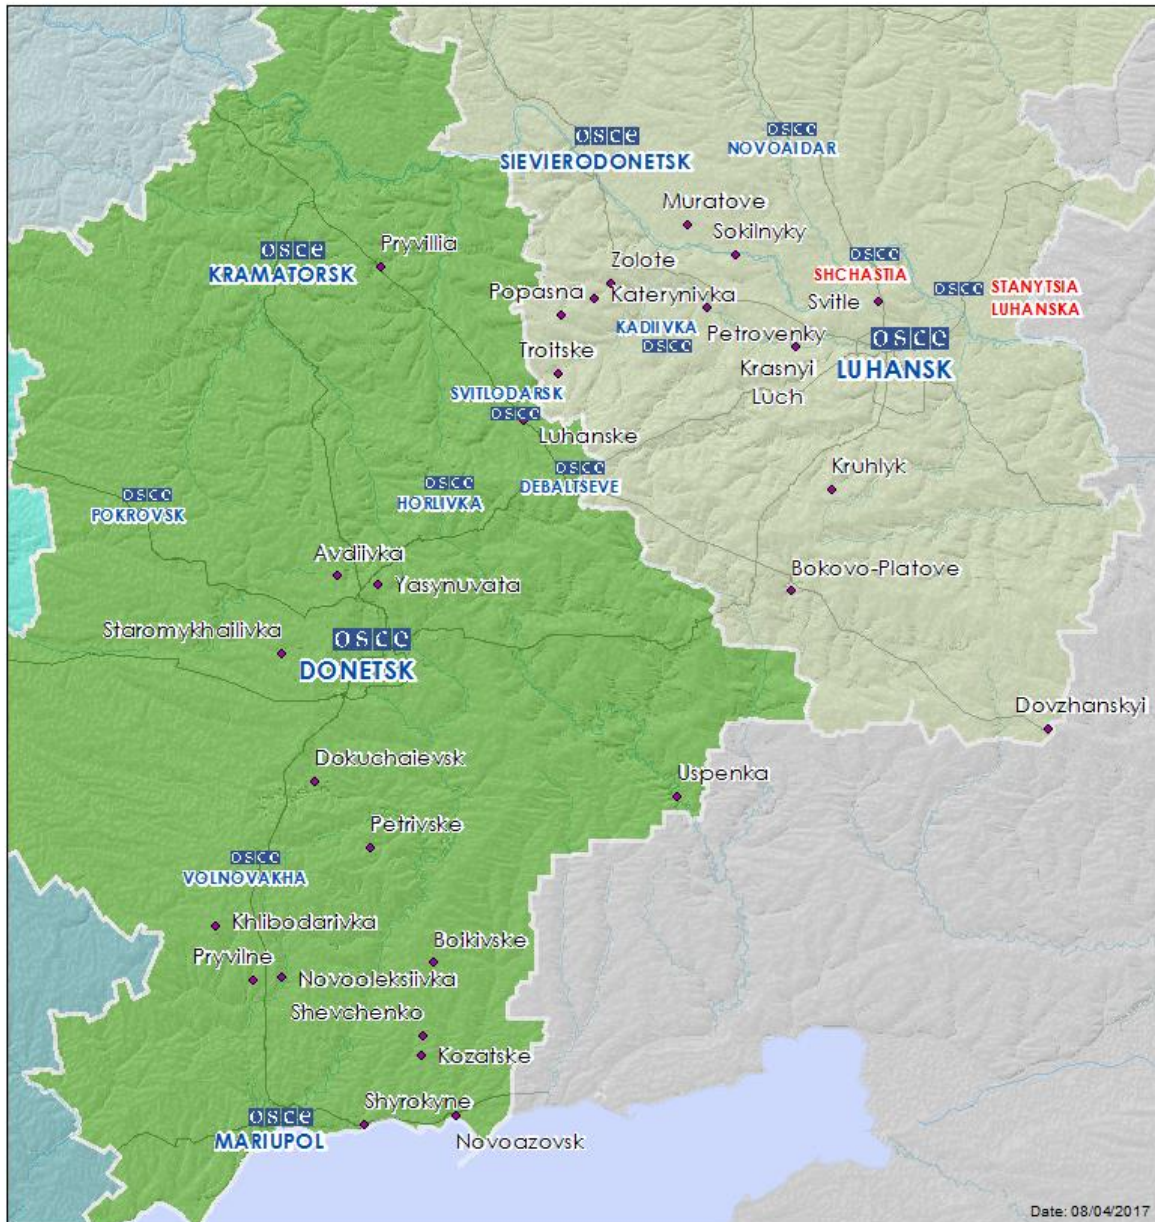 osce
SIEVIERODONETSK
osce
NOVOAIDAR
Muratove
Sokilnyky
osce
KRAMATORSK
Pryvillia
osce
SHCHASTIA
Zolote
Popasna
Katerynivka
Svitle
osce
STANYTSIA
LUHANSKA
KADIIVKA
osce
Petrovenky
osce
LUHANSK
Troitske
Krasnyi
Luch
SVITLODARSK
osce
Luhanske
osce
DEBALTSEVE
Kruhlyk
osce
HORLIVKA
osce
POKROVSK
Avdiivka
Yasynuvata
Bokovo-Platove
Staromykhailivka
osce
DONETSK
Dovzhanskyi
Dokuchaievsk
Uspenka
Petrivske
osce
VOLNOVAKHA
Khlibodarivka
Boikivske
Pryvilne
Novooleksiivka
Shevchenko
Kozatske
Shyrokyne
osce
MARIUPOL
Novoazovsk
Date: 08/04/2017